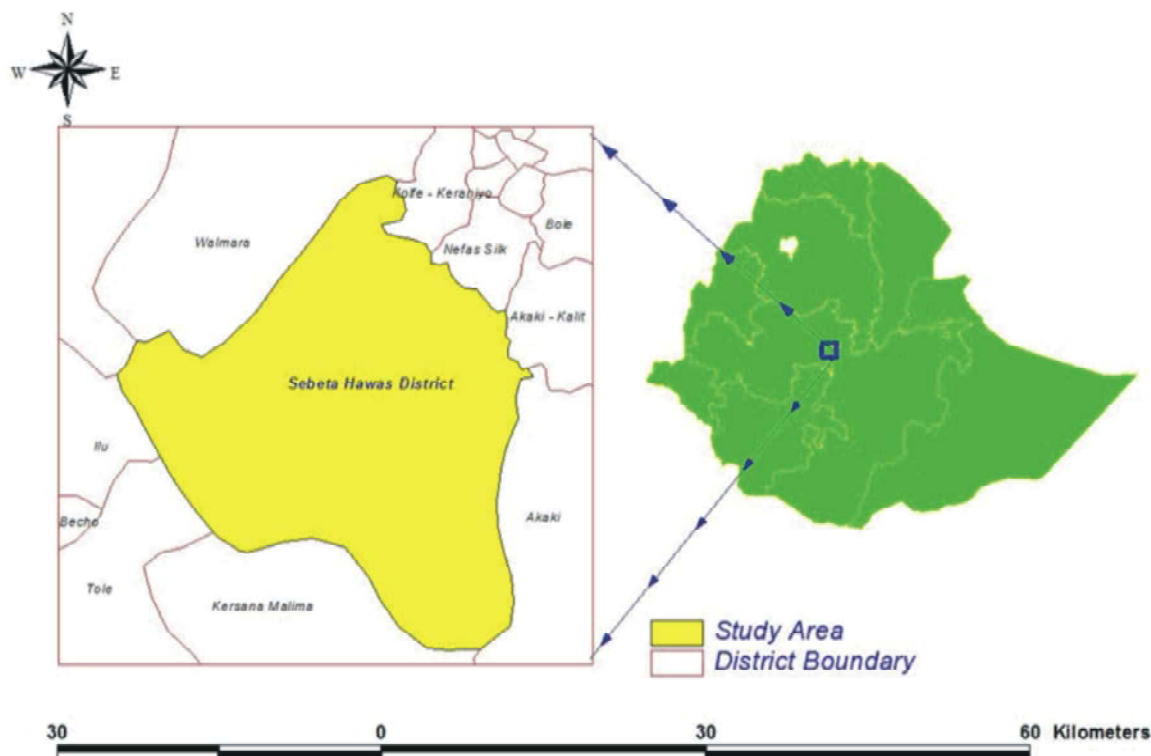 N
W E
S
Walmara
Kolfe - Keraniyo
Bole
Nefas Silk
Akaki - Kalit
Sebeta Hawas District
Ilu
Becho
Akaki
Tole
Kersana Malima
Study Area
District Boundary
30 0 30 60 Kilometers